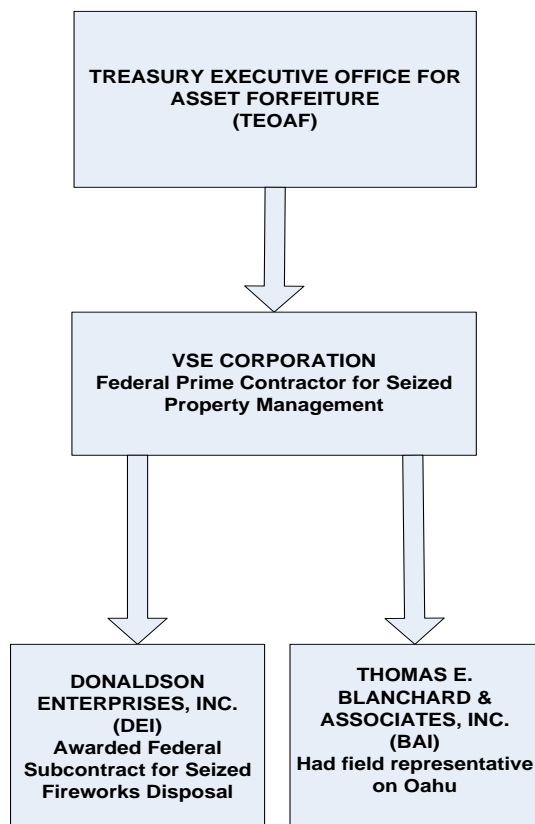 TREASURY EXECUTIVE OFFICE FOR
ASSET FORFEITURE
(TEOAF)
VSE CORPORATION
Federal Prime Contractor for Seized
Property Management
DONALDSON
ENTERPRISES, INC.
(DEI)
Awarded Federal
Subcontract for Seized
Fireworks Disposal
THOMAS E.
BLANCHARD &
ASSOCIATES, INC.
(BAI)
Had field representative
on Oahu